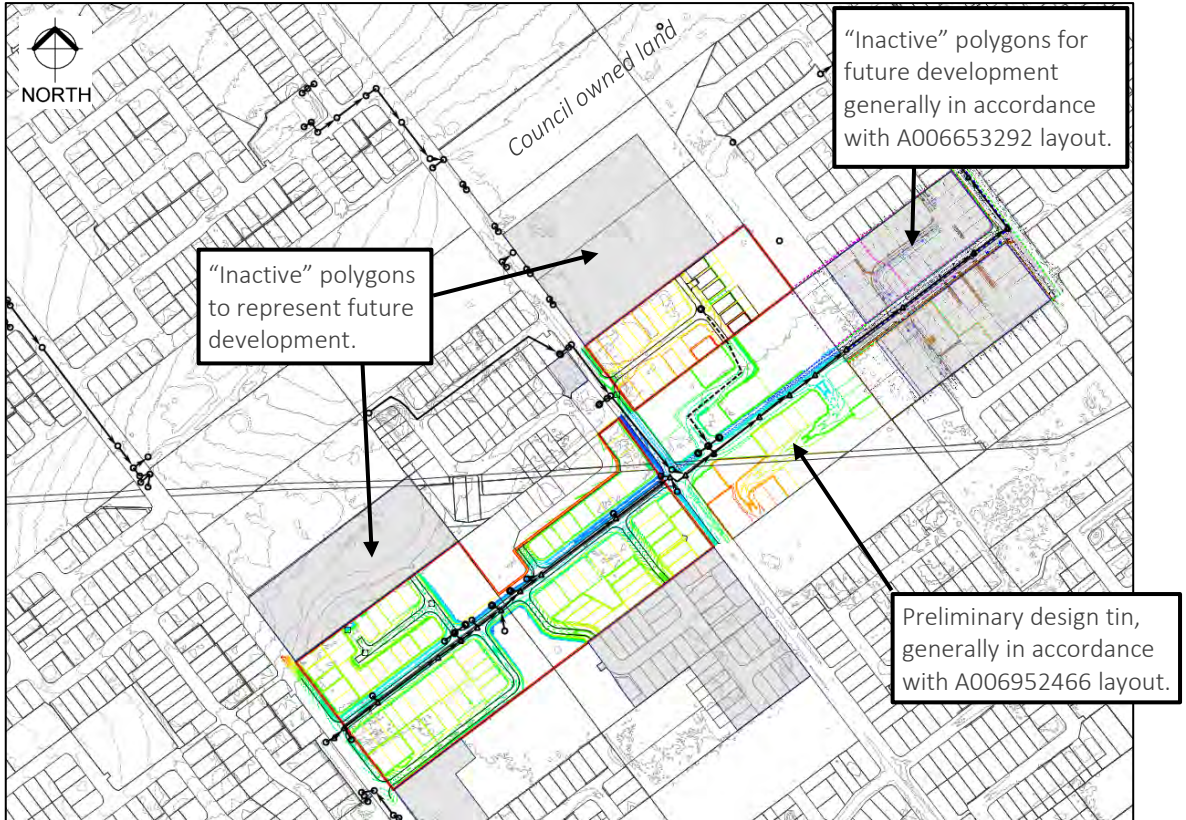 NORTH
Council owned land
“Inactive” polygons for
future development
generally in accordance
with A006653292 layout.
“Inactive” polygons
to represent future
development.
Preliminary design tin,
generally in accordance
with A006952466 layout.